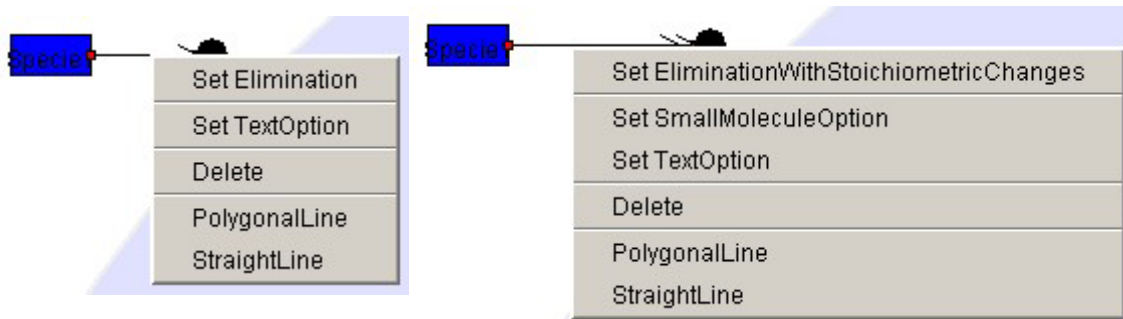 Specie
Set Elimination
Set TextOption
Delete
PolygonalLine
StraightLine
Specie
Set EliminationWithStoichiometricChanges
Set SmallMoleculeOption
Set TextOption
Delete
PolygonalLine
StraightLine